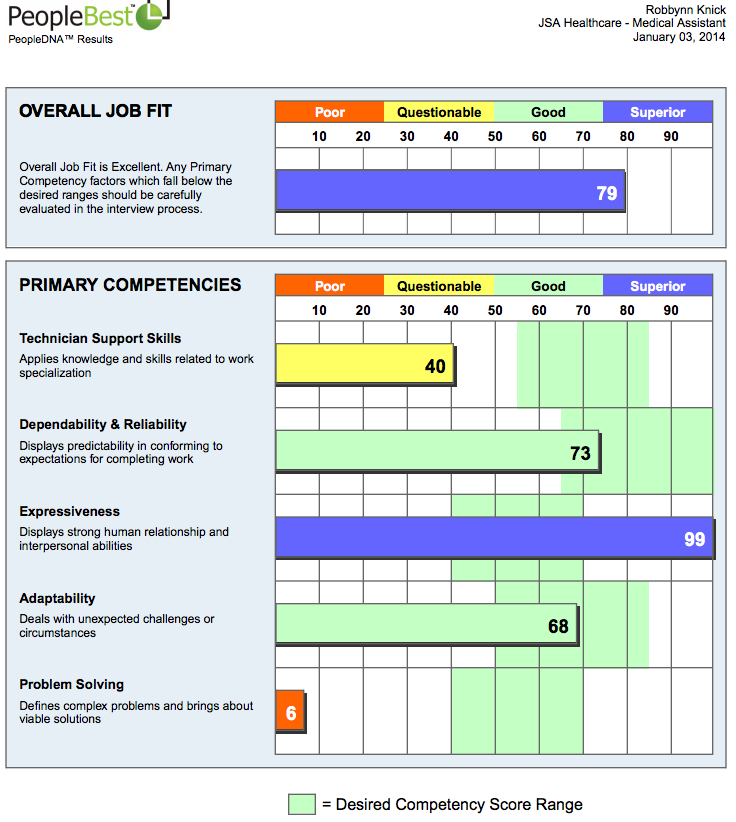 PeopleBest™
PeopleDNA™ Results
Robbynn Knick
JSA Healthcare - Medical Assistant
January 03, 2014
OVERALL JOB FIT
Poor Questionable Good Superior
10 20 30 40 50 60 70 80 90
Overall Job Fit is Excellent. Any Primary
Competency factors which fall below the
desired ranges should be carefully
evaluated in the interview process.
79
PRIMARY COMPETENCIES
Poor Questionable Good Superior
10 20 30 40 50 60 70 80 90
Technician Support Skills
Applies knowledge and skills related to work
specialization
40
Dependability & Reliability
Displays predictability in conforming to
expectations for completing work
73
Expressiveness
Displays strong human relationship and
interpersonal abilities
99
Adaptability
Deals with unexpected challenges or
circumstances
68
Problem Solving
Defines complex problems and brings about
viable solutions
6
= Desired Competency Score Range